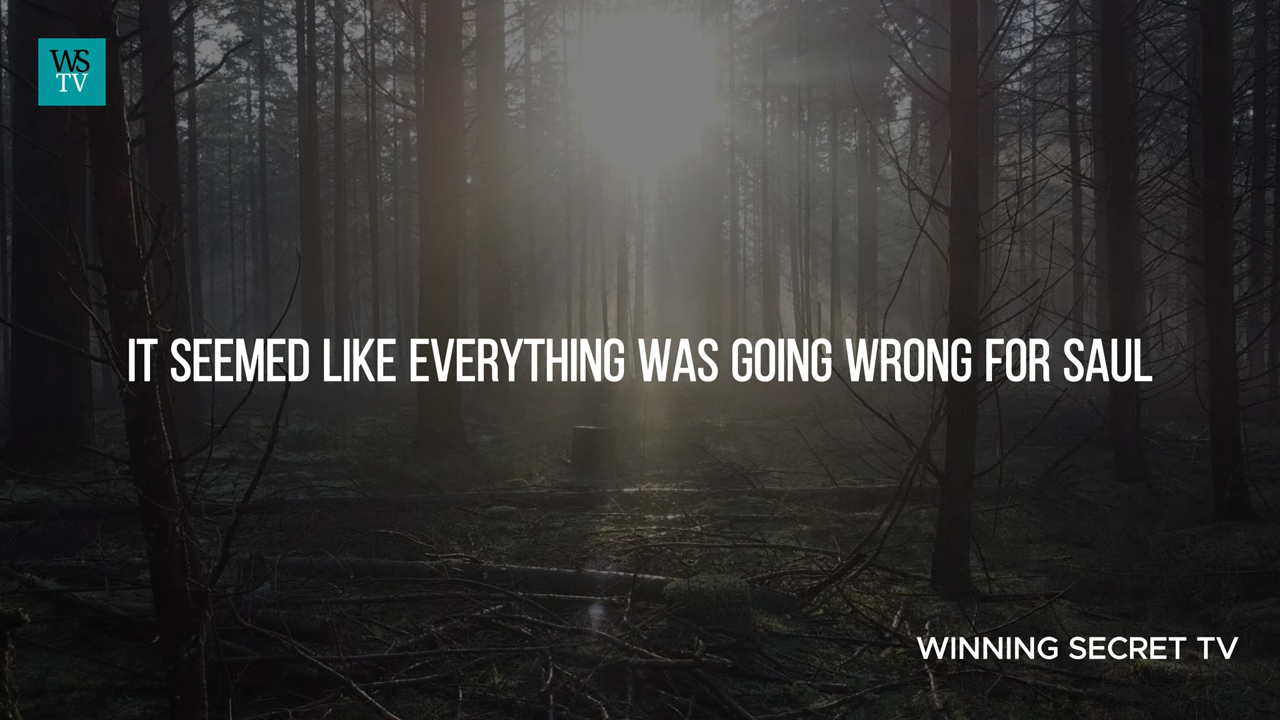 WS
TV
IT SEEMED LIKE EVERYTHING WAS GOING WRONG FOR SAUL
WINNING SECRET TV